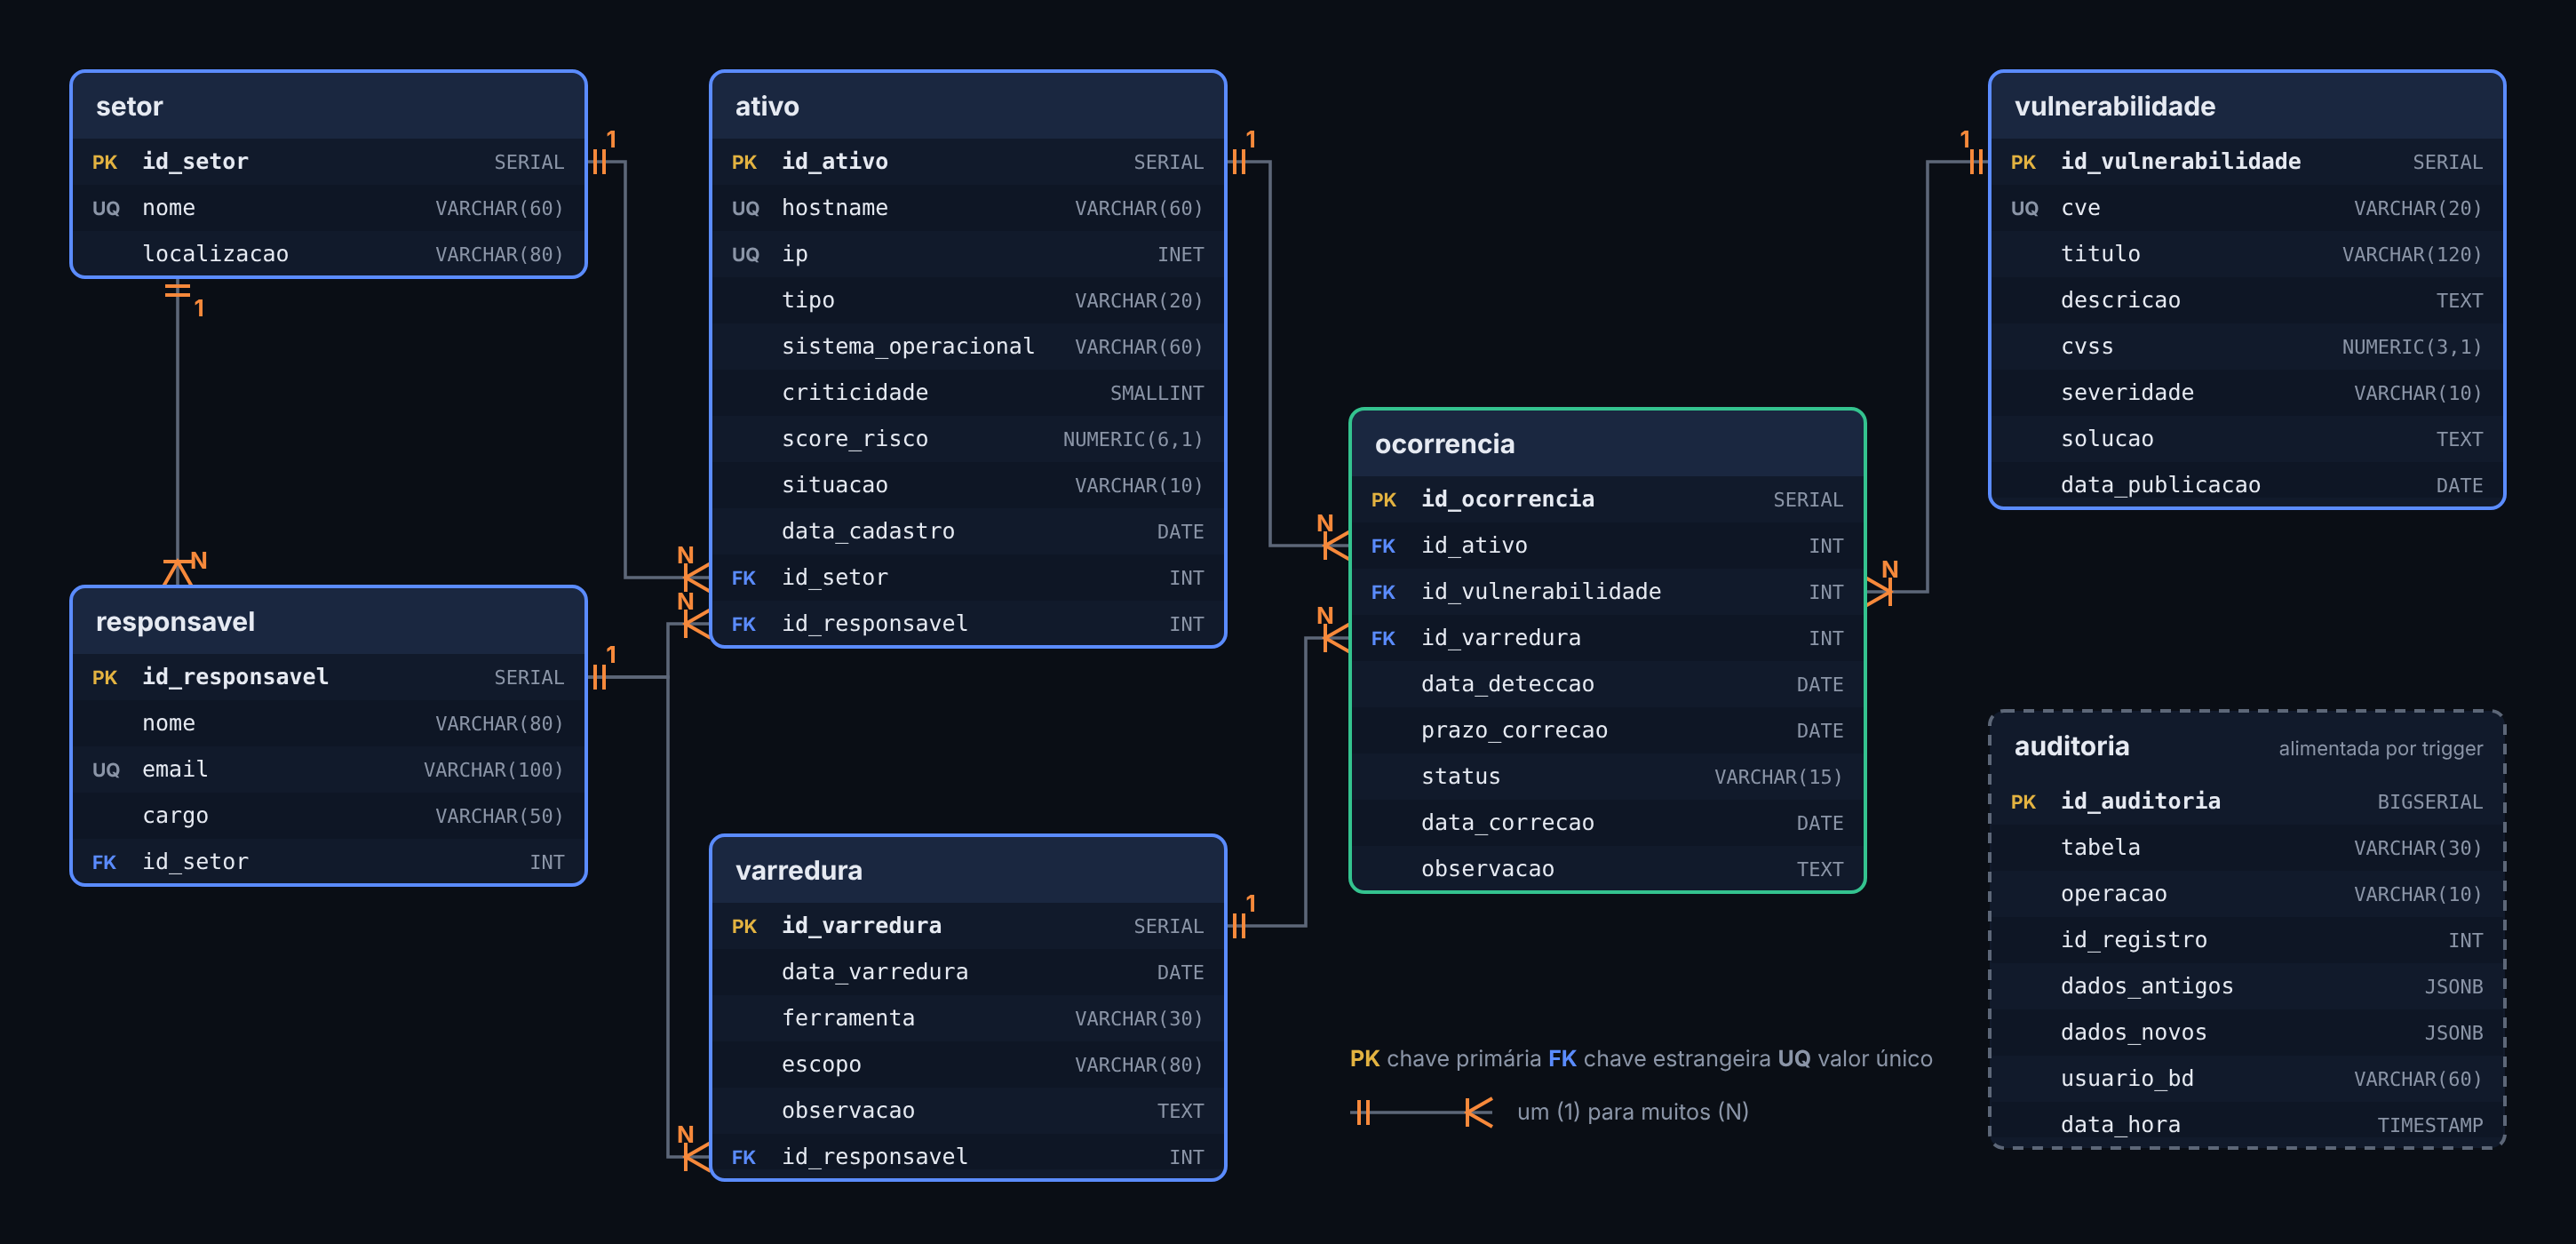 setor
PK id_setor SERIAL
UQ nome VARCHAR(60)
localizacao VARCHAR(80)
1
1
N
responsavel
PK id_responsavel SERIAL
nome VARCHAR(80)
UQ email VARCHAR(100)
cargo VARCHAR(50)
FK id_setor INT
1
ativo
PK id_ativo SERIAL
UQ hostname VARCHAR(60)
UQ ip INET
tipo VARCHAR(20)
sistema_operacional VARCHAR(60)
criticidade SMALLINT
score_risco NUMERIC(6,1)
situacao VARCHAR(10)
data_cadastro DATE
N
FK id_setor INT
N
FK id_responsavel INT
1
varredura
PK id_varredura SERIAL
data_varredura DATE
ferramenta VARCHAR(30)
escopo VARCHAR(80)
observacao TEXT
N
FK id_responsavel INT
1
ocorrencia
PK id_ocorrencia SERIAL
N
FK id_ativo INT
N
FK id_vulnerabilidade INT
N
FK id_varredura INT
data_deteccao DATE
prazo_correcao DATE
status VARCHAR(15)
data_correcao DATE
observacao TEXT
PK chave primária FK chave estrangeira UQ valor único
um (1) para muitos (N)
1
vulnerabilidade
PK id_vulnerabilidade SERIAL
UQ cve VARCHAR(20)
titulo VARCHAR(120)
descricao TEXT
cvss NUMERIC(3,1)
severidade VARCHAR(10)
solucao TEXT
data_publicacao DATE
auditoria alimentada por trigger
PK id_auditoria BIGSERIAL
tabela VARCHAR(30)
operacao VARCHAR(10)
id_registro INT
dados_antigos JSONB
dados_novos JSONB
usuario_bd VARCHAR(60)
data_hora TIMESTAMP